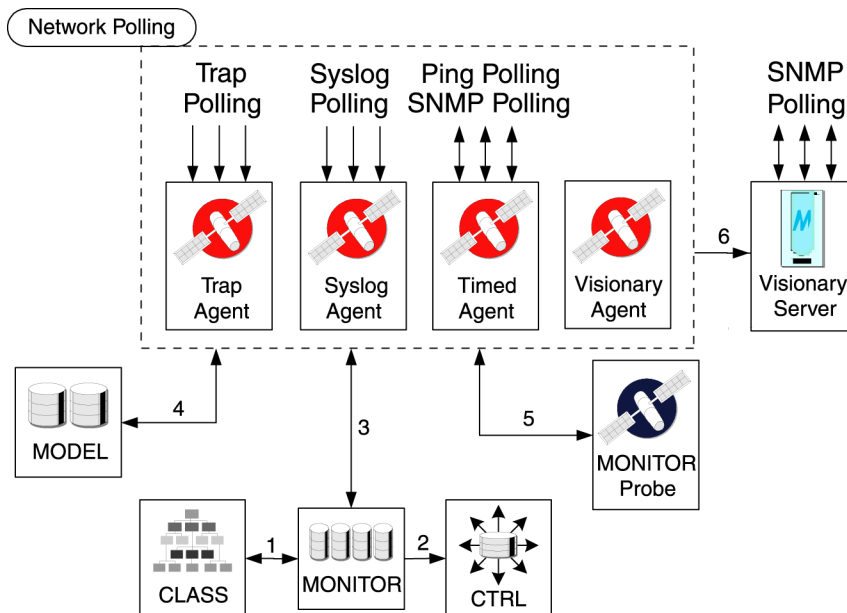 Network Polling
Trap
Polling
Syslog
Polling
Ping Polling
SNMP Polling
SNMP
Polling
Trap
Agent
Syslog
Agent
Timed
Agent
Visionary
Agent
6
M
Visionary
Server
MODEL
4
3
5
MONITOR
Probe
CLASS
1
MONITOR
2
CTRL